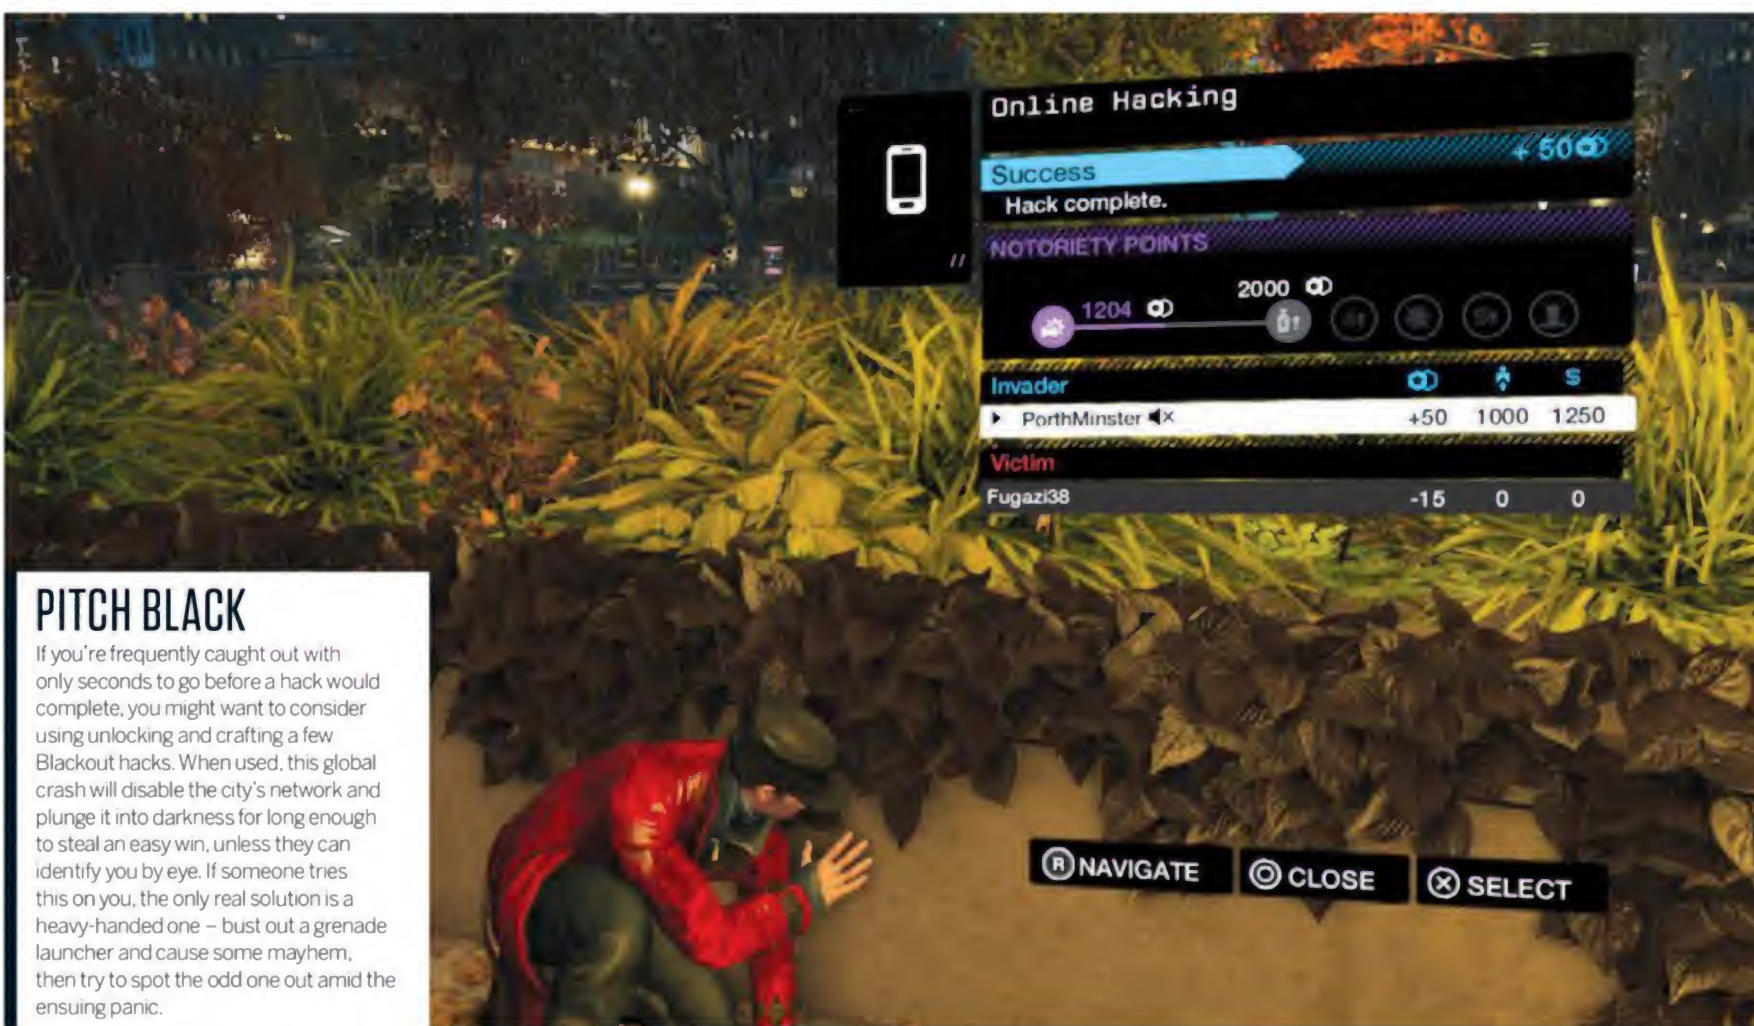 Online Hacking
Success
+50
Hack complete.
NOTORIETY POINTS
1204
2000
Invader
S
PorthMinster
+50 1000 1250
Victim
Fugazi38
-15 0 0
PITCH BLACK
If you're frequently caught out with
only seconds to go before a hack would
complete, you might want to consider
using unlocking and crafting a few
Blackout hacks. When used, this global
crash will disable the city's network and
plunge it into darkness for long enough
to steal an easy win, unless they can
identify you by eye. If someone tries
this on you, the only real solution is a
heavy-handed one – bust out a grenade
launcher and cause some mayhem,
then try to spot the odd one out amid the
ensuing panic.
R NAVIGATE
CLOSE
SELECT